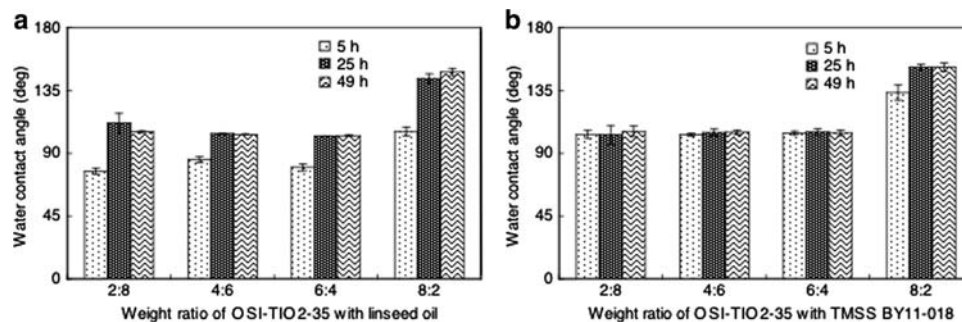 a
Water contact angle (deg)
180
135
90
45
0
5 h
25 h
49 h
2:8 4:6 6:4 8:2
Weight ratio of OSI-TIO2-35 with linseed oil
b
Water contact angle (deg)
180
135
90
45
0
5 h
25 h
49 h
2:8 4:6 6:4 8:2
Weight ratio of OSI-TIO2-35 with TMSS BY11-018